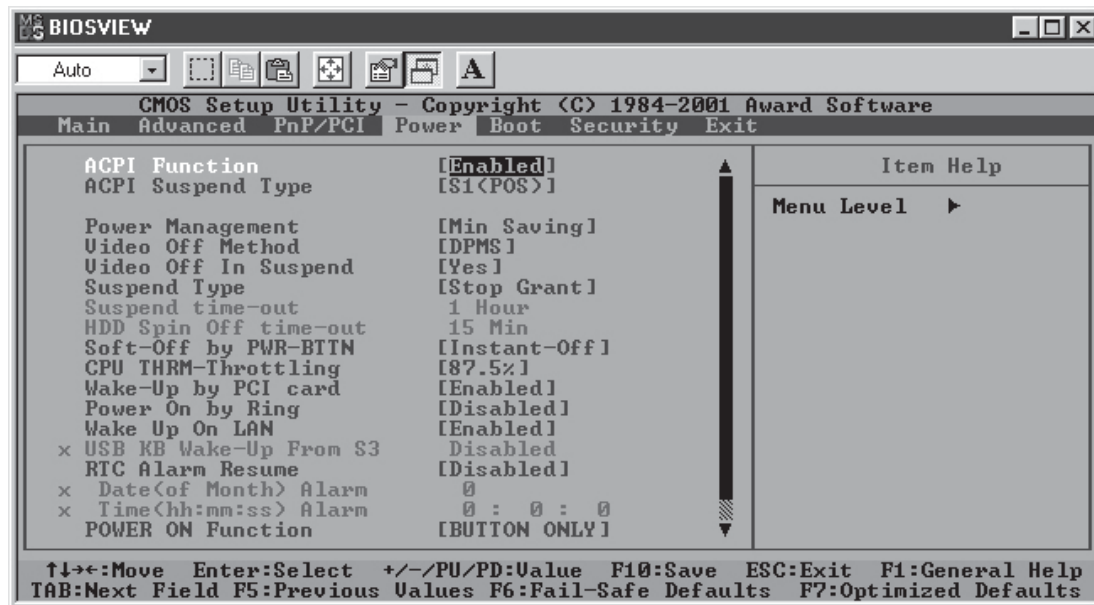 MS DOS BIOSVIEW
Auto A
CMOS Setup Utility - Copyright (C) 1984-2001 Award Software
Main Advanced PnP/PCI Power Boot Security Exit
ACPI Function [Enabled]
ACPI Suspend Type [S1(POS)]
Power Management [Min Saving]
Video Off Method [DPMS]
Video Off In Suspend [Yes]
Suspend Type [Stop Grant]
Suspend time-out 1 Hour
HDD Spin Off time-out 15 Min
Soft-Off by PWR-BTTN [Instant-Off]
CPU THRM-Throttling [87.5%]
Wake-Up by PCI card [Enabled]
Power On by Ring [Disabled]
Wake Up On LAN [Enabled]
x USB KB Wake-Up From S3 Disabled
RTC Alarm Resume [Disabled]
x Date(of Month) Alarm 0
x Time(hh:mm:ss) Alarm 0 : 0 : 0
POWER ON Function [BUTTON ONLY]
Item Help
Menu Level ►
↑↓→←:Move Enter:Select +/-/PU/PD:Value F10:Save ESC:Exit F1:General Help
TAB:Next Field F5:Previous Values F6:Fail-Safe Defaults F7:Optimized Defaults